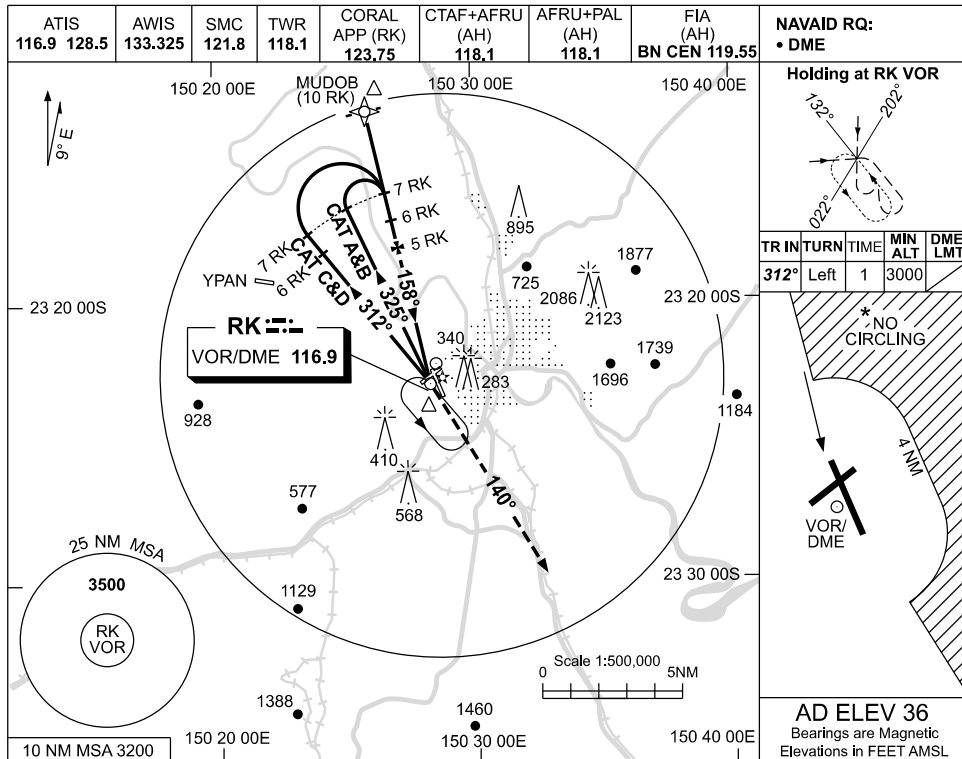 ATIS
116.9 128.5
AWIS
133.325
SMC
121.8
TWR
118.1
CORAL
APP (RK)
123.75
CTAF+AFRU
(AH)
118.1
AFRU+PAL
(AH)
118.1
FIA
(AH)
BN CEN 119.55
NAVAID RQ:
• DME
150 20 00E
MUDOB
(10 RK)
150 30 00E
150 40 00E
9° E
7 RK
6 RK
5 RK
CAT A&B
CAT C&D
7 RK
6 RK
YPAN
158°
325°
312°
895
725
1877
2086
2123
23 20 00S
23 20 00S
RK
VOR/DME 116.9
340
283
1696
1739
1184
928
410
568
577
140°
25 NM MSA
3500
RK
VOR
23 30 00S
1129
Scale 1:500,000
0
5NM
1388
1460
10 NM MSA 3200
150 20 00E
150 30 00E
150 40 00E
Holding at RK VOR
132°
202°
022°
TR IN
TURN
TIME
MIN
ALT
DME
LMT
312°
Left
1
3000
* NO
CIRCLING
4 NM
VOR/
DME
AD ELEV 36
Bearings are Magnetic
Elevations in FEET AMSL